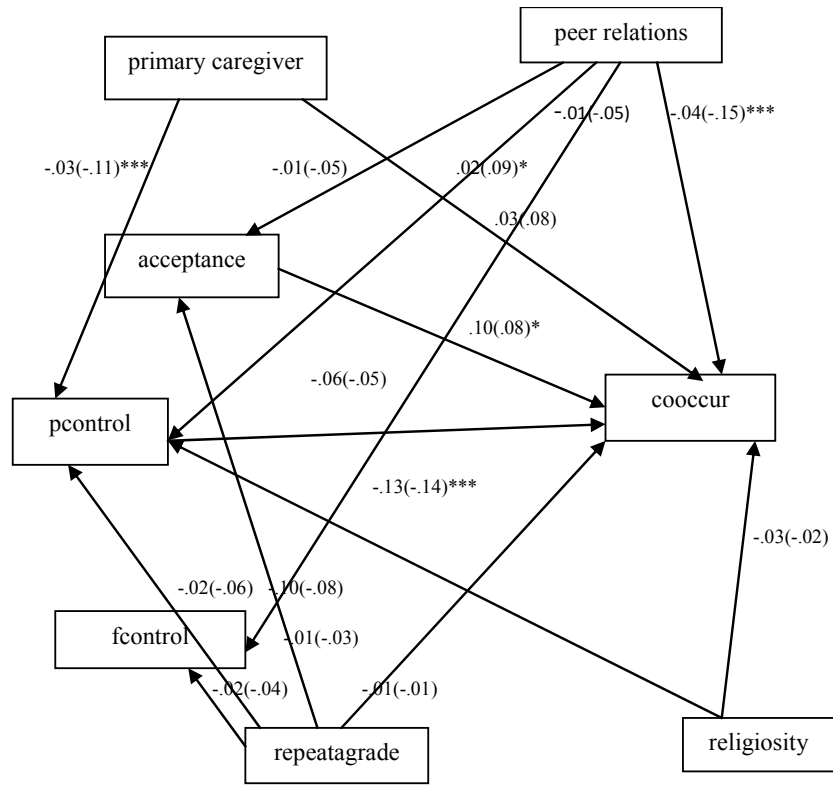 peer relations
primary caregiver
-.01(-.05)
-.04(-.15)***
-.03(-.11)***
-.01(-.05)
.02(.09)*
.03(.08)
acceptance
.10(.08)*
-.06(-.05)
cooccur
pcontrol
-.13(-.14)***
-.03(-.02)
-.02(-.06)
-.10(-.08)
fcontrol
-.01(-.03)
-.02(-.04)
-.01(-.01)
religiosity
repeatagrade